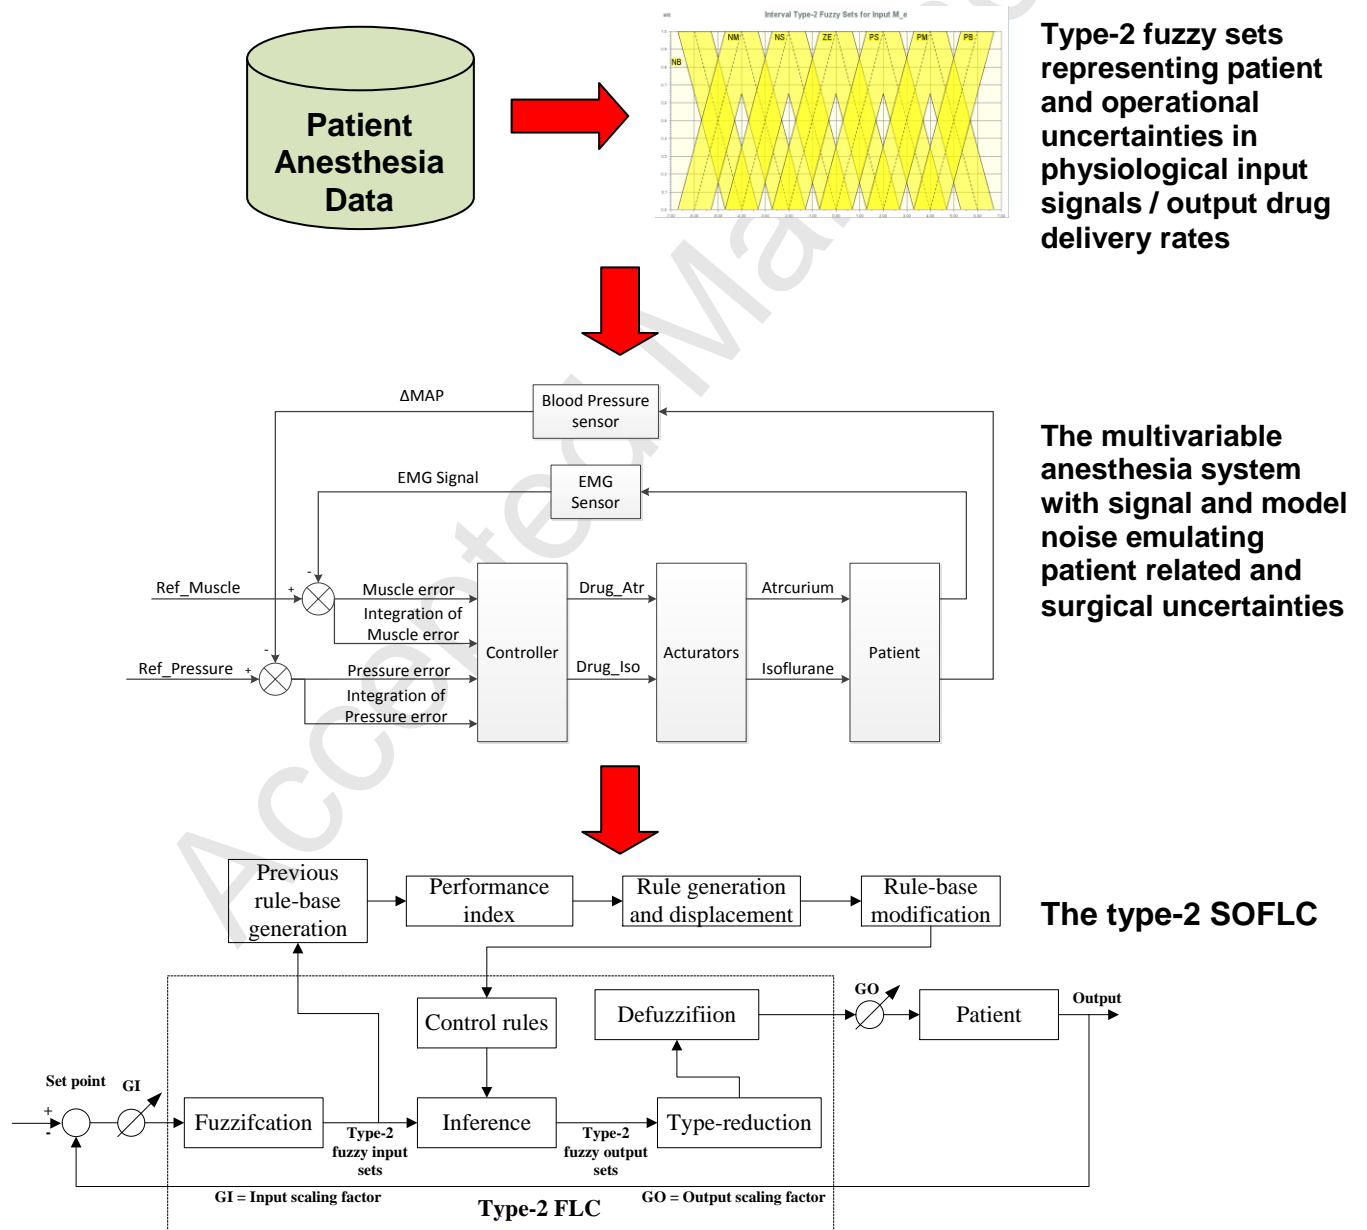 Patient
Anesthesia
Data
Interval Type-2 Fuzzy Sets for Input M_e
NB
NM
NS
ZE
PS
PM
PB
Type-2 fuzzy sets
representing patient
and operational
uncertainties in
physiological input
signals / output drug
delivery rates
ΔMAP
Blood Pressure
sensor
EMG Signal
EMG
Sensor
Ref_Muscle
+
-
Muscle error
Integration of
Muscle error
Ref_Pressure
+
-
Pressure error
Integration of
Pressure error
Controller
Drug_Atr
Drug_Iso
Acturators
Atrcurium
Isoflurane
Patient
The multivariable
anesthesia system
with signal and model
noise emulating
patient related and
surgical uncertainties
Previous
rule-base
generation
Performance
index
Rule generation
and displacement
Rule-base
modification
The type-2 SOFLC
Control rules
Defuzzifiion
GO
Patient
Output
Set point
GI
+
-
Fuzzifcation
Type-2
fuzzy input
sets
Inference
Type-2
fuzzy output
sets
Type-reduction
GI = Input scaling factor
GO = Output scaling factor
Type-2 FLC